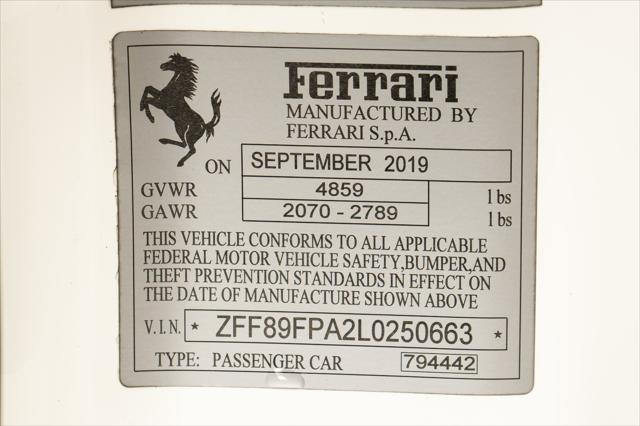 Ferrari
MANUFACTURED BY
FERRARI S.p.A.
ON SEPTEMBER 2019
GVWR 4859 lbs
GAWR 2070 - 2789 lbs
THIS VEHICLE CONFORMS TO ALL APPLICABLE
FEDERAL MOTOR VEHICLE SAFETY,BUMPER,AND
THEFT PREVENTION STANDARDS IN EFFECT ON
THE DATE OF MANUFACTURE SHOWN ABOVE
V.I.N. * ZFF89FPA2L0250663 *
TYPE: PASSENGER CAR 794442